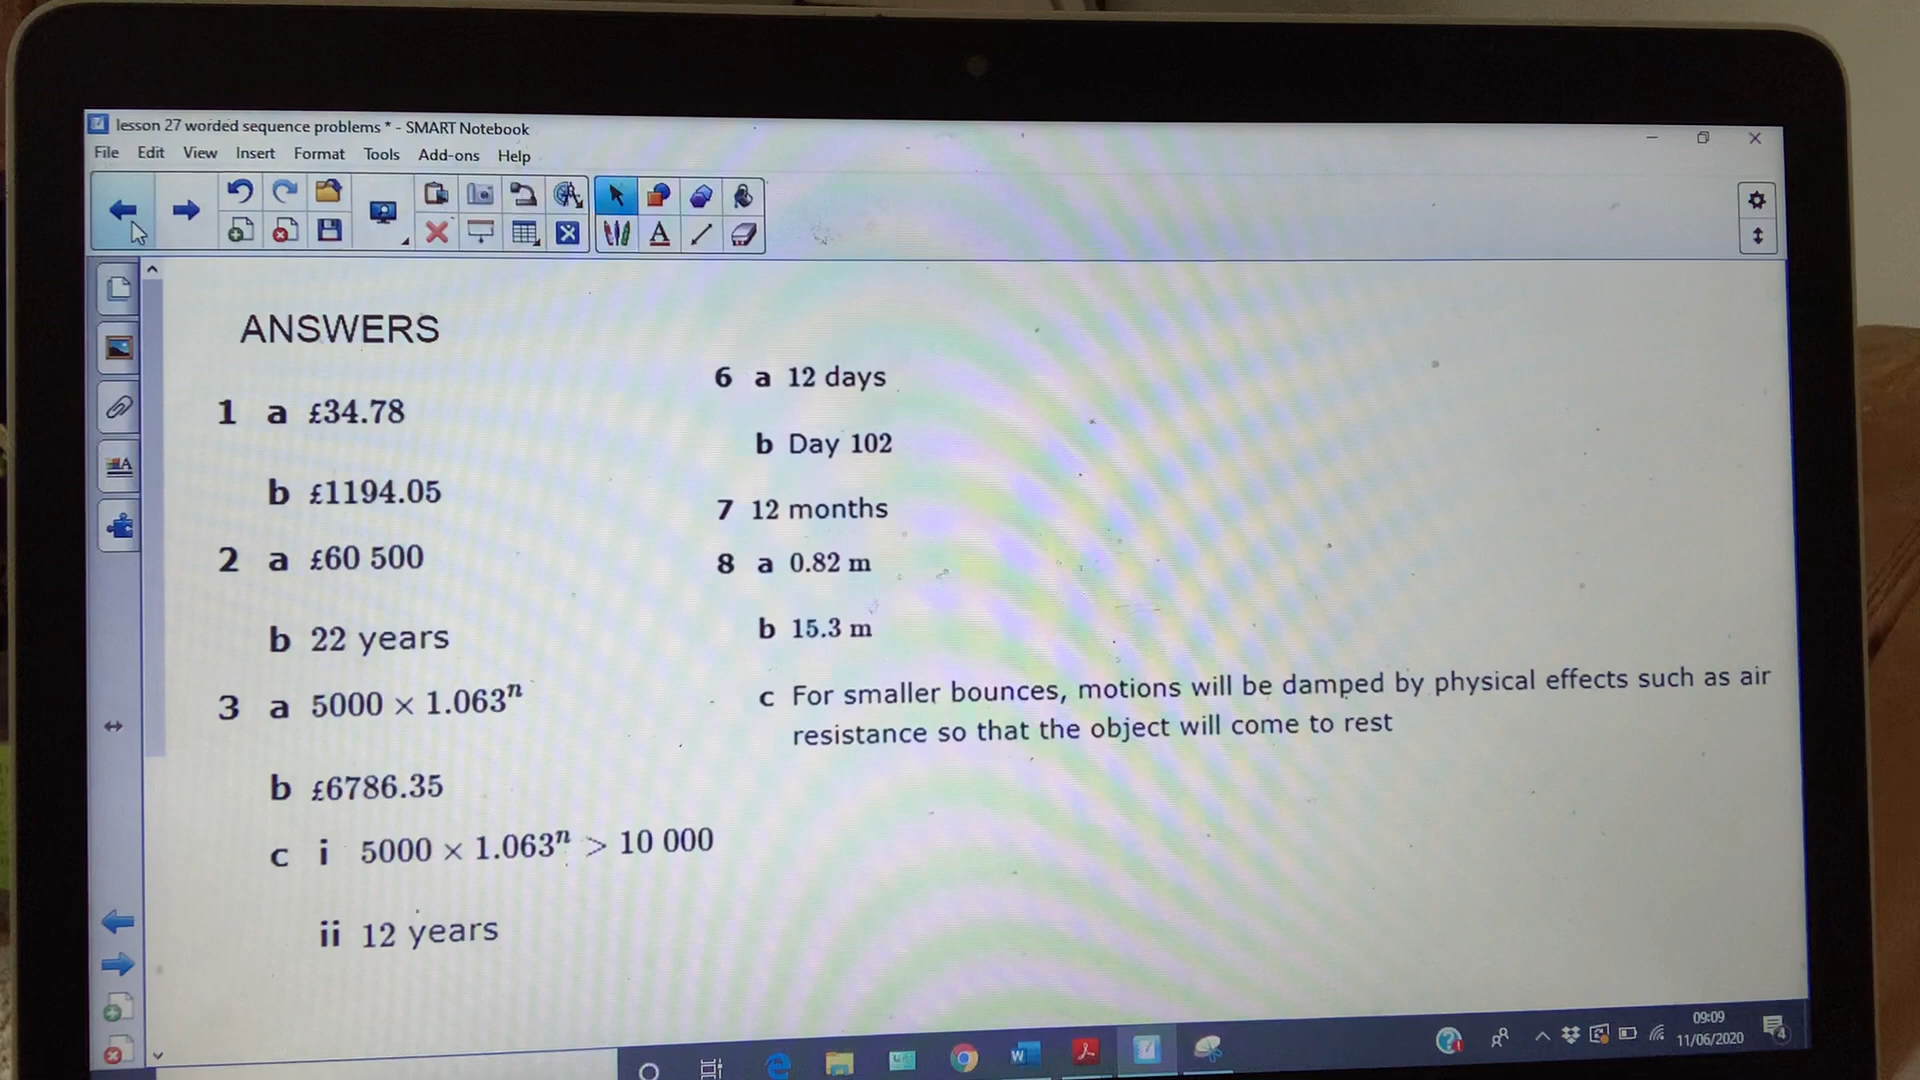 lesson 27 worded sequence problems * - SMART Notebook
File Edit View Insert Format Tools Add-ons Help
ANSWERS
1 a £34.78
b £1194.05
2 a £60 500
b 22 years
3 a 5000 × 1.063ⁿ
b £6786.35
c i 5000 × 1.063ⁿ > 10 000
ii 12 years
6 a 12 days
b Day 102
7 12 months
8 a 0.82 m
b 15.3 m
c For smaller bounces, motions will be damped by physical effects such as air
resistance so that the object will come to rest
09:09
11/06/2020
4